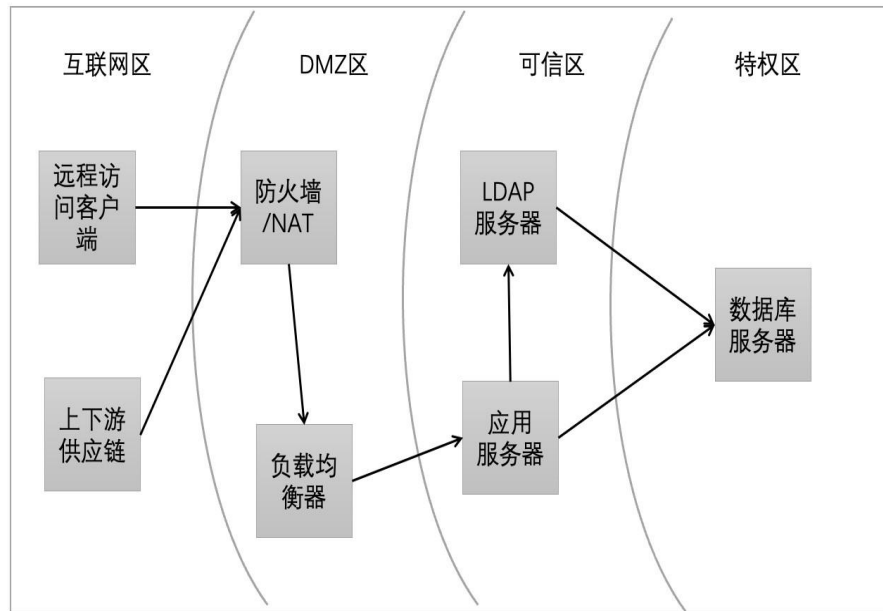 互联网区
DMZ区
可信区
特权区
远程访
问客户
端
防火墙
/NAT
LDAP
服务器
数据库
服务器
上下游
供应链
负载均
衡器
应用
服务器